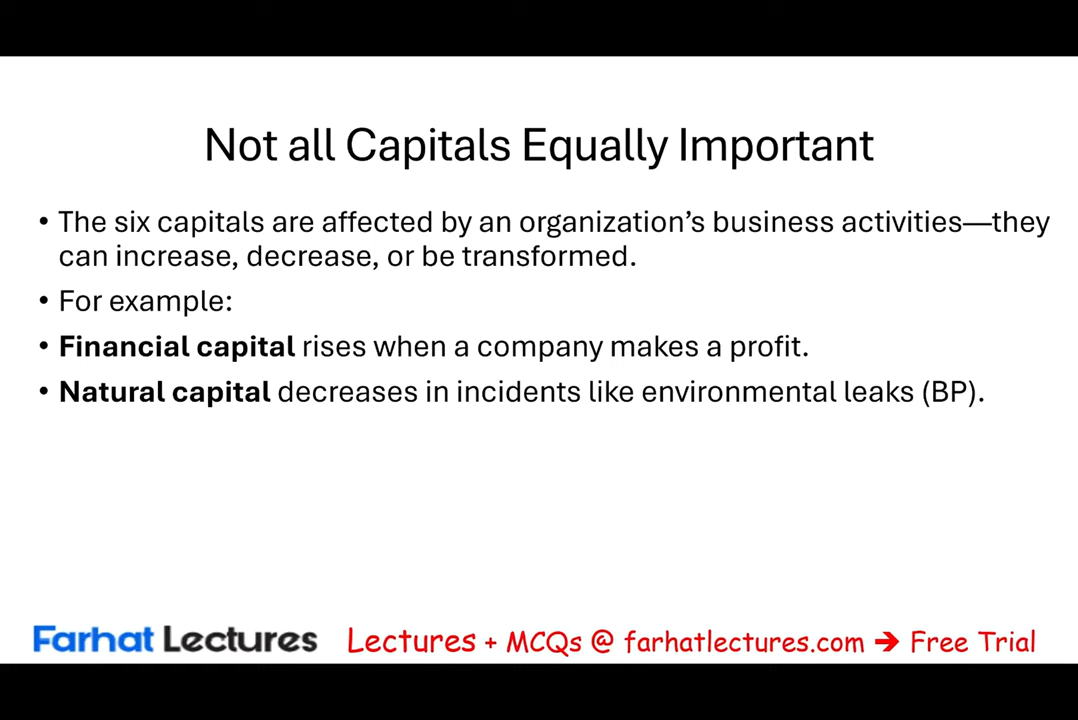 Not all Capitals Equally Important
• The six capitals are affected by an organization’s business activities—they
can increase, decrease, or be transformed.
• For example:
• Financial capital rises when a company makes a profit.
• Natural capital decreases in incidents like environmental leaks (BP).
Farhat Lectures Lectures + MCQs @ farhatlectures.com ➔ Free Trial